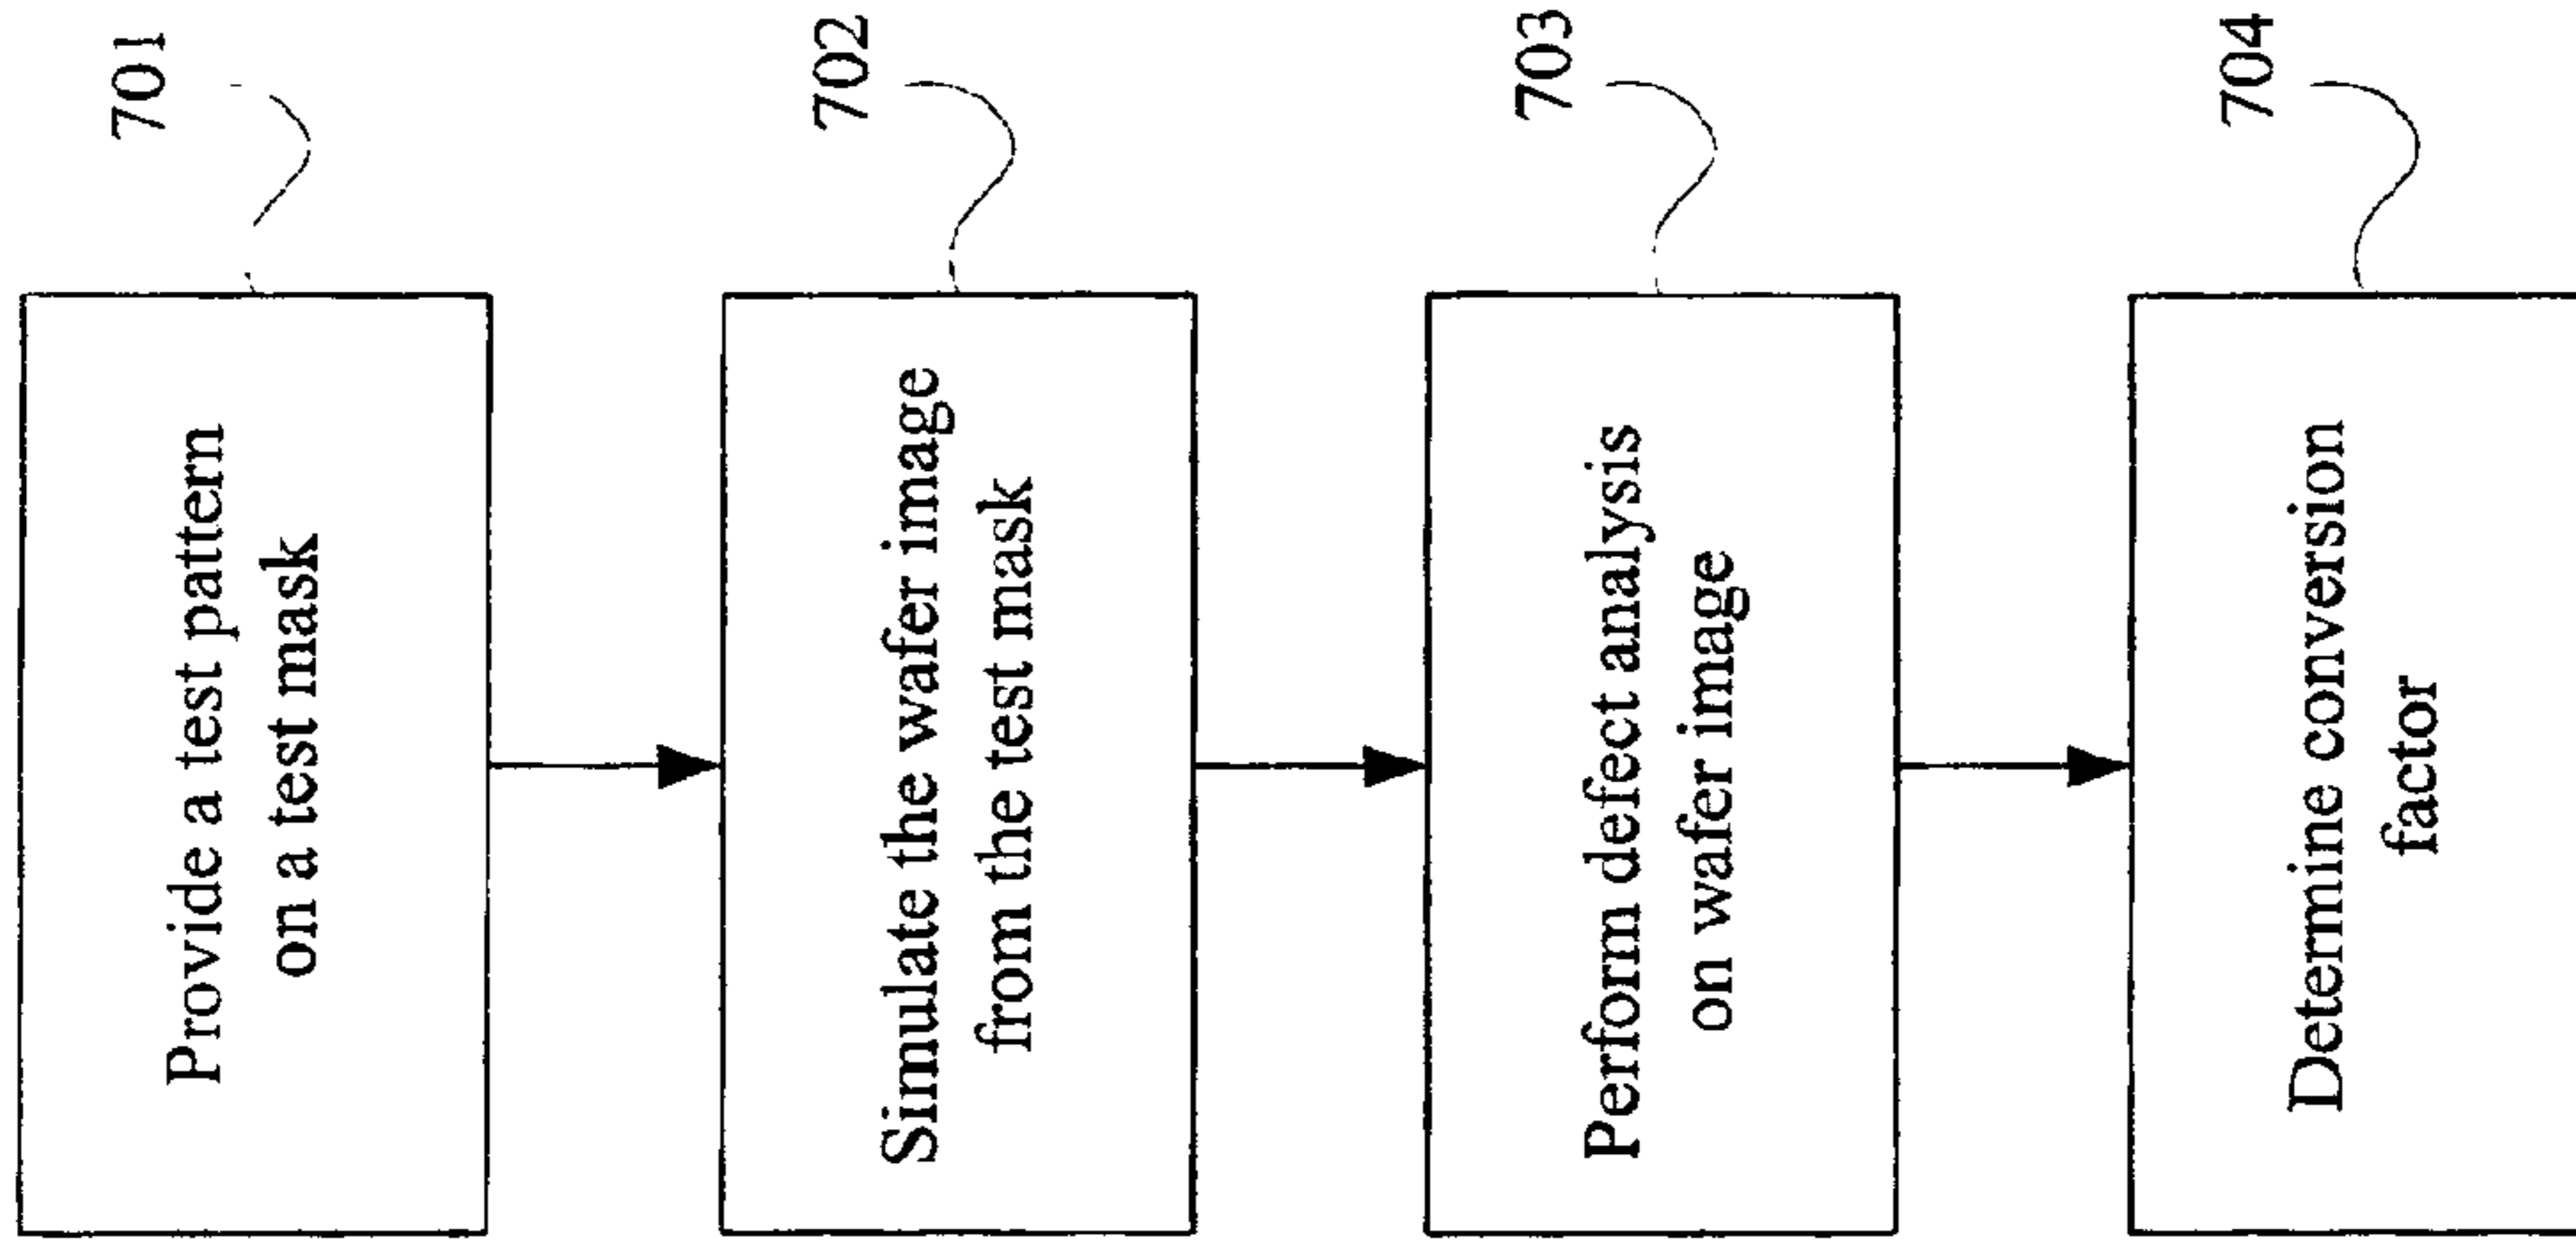 Provide a test pattern
on a test mask
701
Simulate the wafer image
from the test mask
702
Perform defect analysis
on wafer image
703
Determine conversion
factor
704